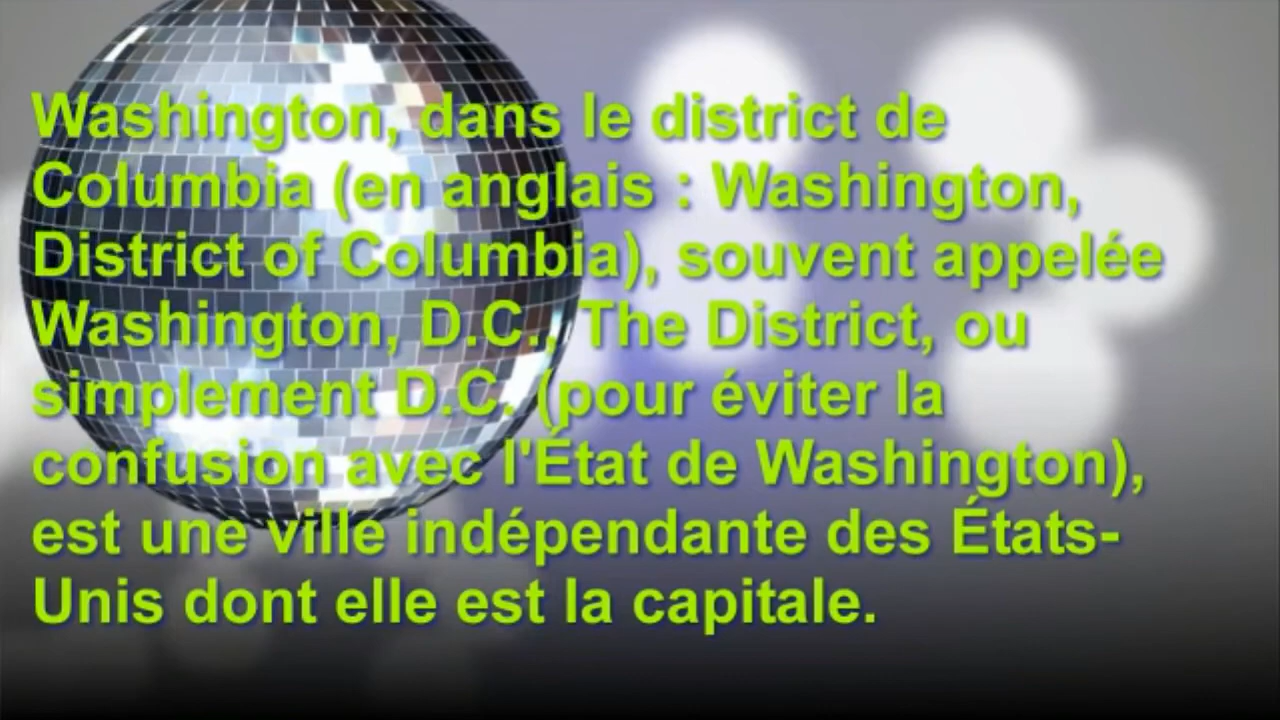 Washington, dans le district de
Columbia (en anglais : Washington,
District of Columbia), souvent appelée
Washington, D.C., The District, ou
simplement D.C. (pour éviter la
confusion avec l'État de Washington),
est une ville indépendante des États-
Unis dont elle est la capitale.